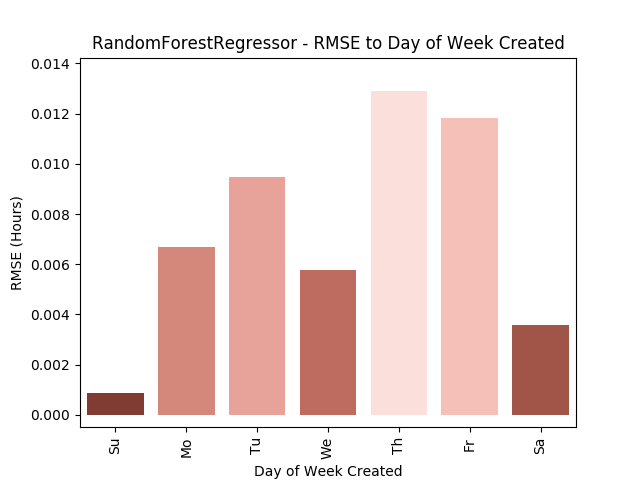 RandomForestRegressor - RMSE to Day of Week Created
0.014
0.012
0.010
0.008
0.006
0.004
0.002
0.000
RMSE (Hours)
Su
Mo
Tu
We
Th
Fr
Sa
Day of Week Created